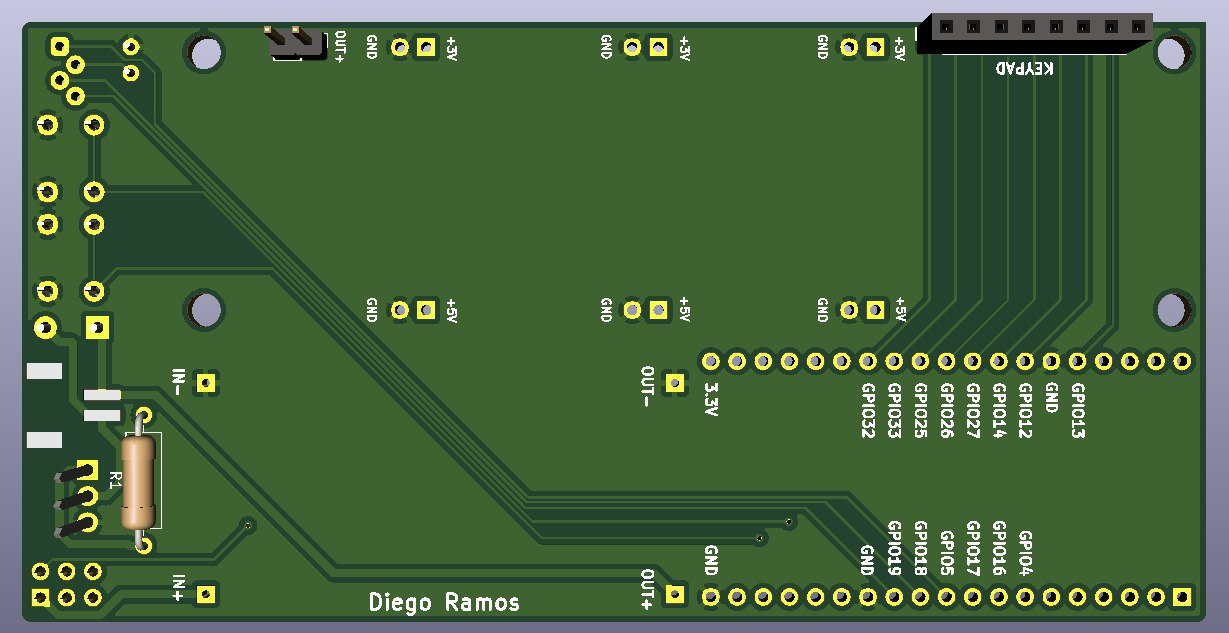 OUT+
GND
+3V
GND
+3V
GND
+3V
KEYPAD
GND
+5V
GND
+5V
GND
+5V
IN-
OUT-
3.3V
GPIO32
GPIO33
GPIO25
GPIO26
GPIO27
GPIO14
GPIO12
GND
GPIO13
R1
GND
GND
GPIO19
GPIO18
GPIO5
GPIO17
GPIO16
GPIO4
IN+
OUT+
Diego Ramos